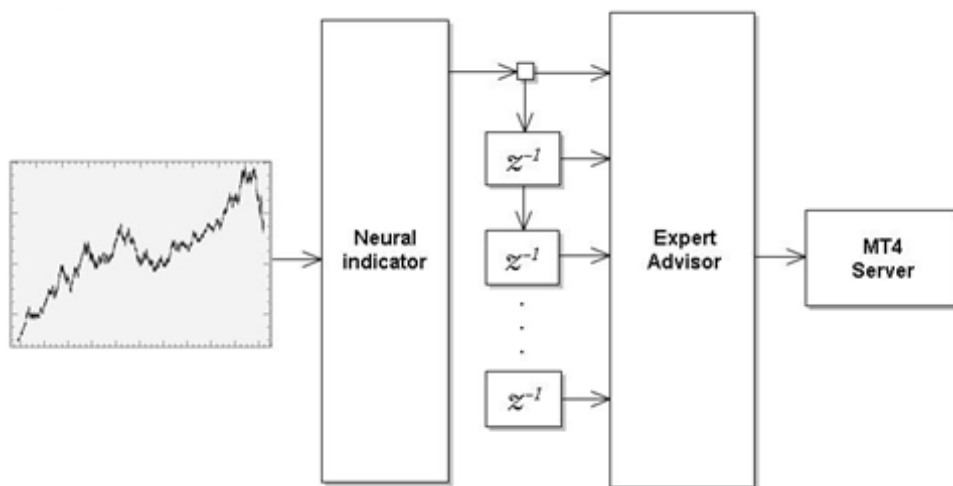 Neural
indicator
z⁻¹
z⁻¹
z⁻¹
Expert
Advisor
MT4
Server